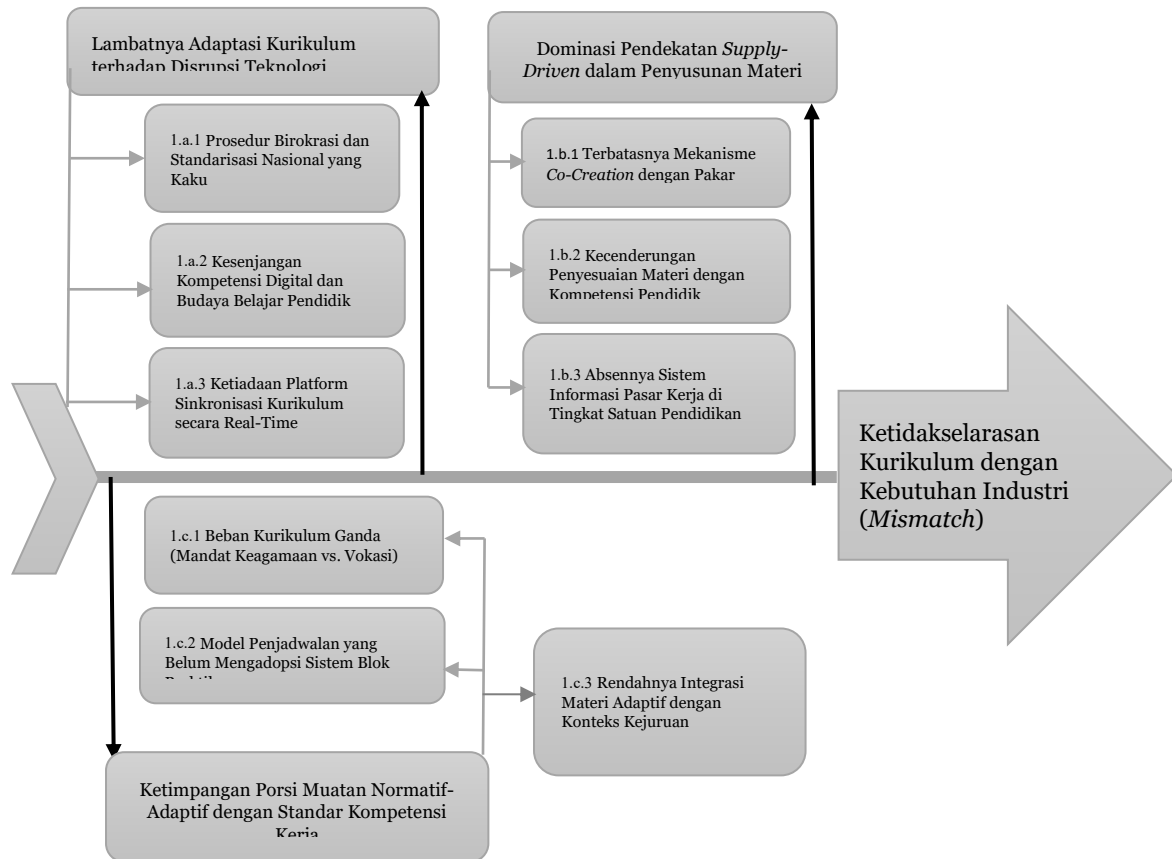 Lambatnya Adaptasi Kurikulum
terhadap Disrupsi Teknologi
1.a.1 Prosedur Birokrasi dan
Standarisasi Nasional yang
Kaku
1.a.2 Kesenjangan
Kompetensi Digital dan
Budaya Belajar Pendidik
1.a.3 Ketiadaan Platform
Sinkronisasi Kurikulum
secara Real-Time
Dominasi Pendekatan Supply-
Driven dalam Penyusunan Materi
1.b.1 Terbatasnya Mekanisme
Co-Creation dengan Pakar
1.b.2 Kecenderungan
Penyesuaian Materi dengan
Kompetensi Pendidik
1.b.3 Absennya Sistem
Informasi Pasar Kerja di
Tingkat Satuan Pendidikan
Ketidakselarasan
Kurikulum dengan
Kebutuhan Industri
(Mismatch)
1.c.1 Beban Kurikulum Ganda
(Mandat Keagamaan vs. Vokasi)
1.c.2 Model Penjadwalan yang
Belum Mengadopsi Sistem Blok
1.c.3 Rendahnya Integrasi
Materi Adaptif dengan
Konteks Kejuruan
Ketimpangan Porsi Muatan Normatif-
Adaptif dengan Standar Kompetensi
Kerja